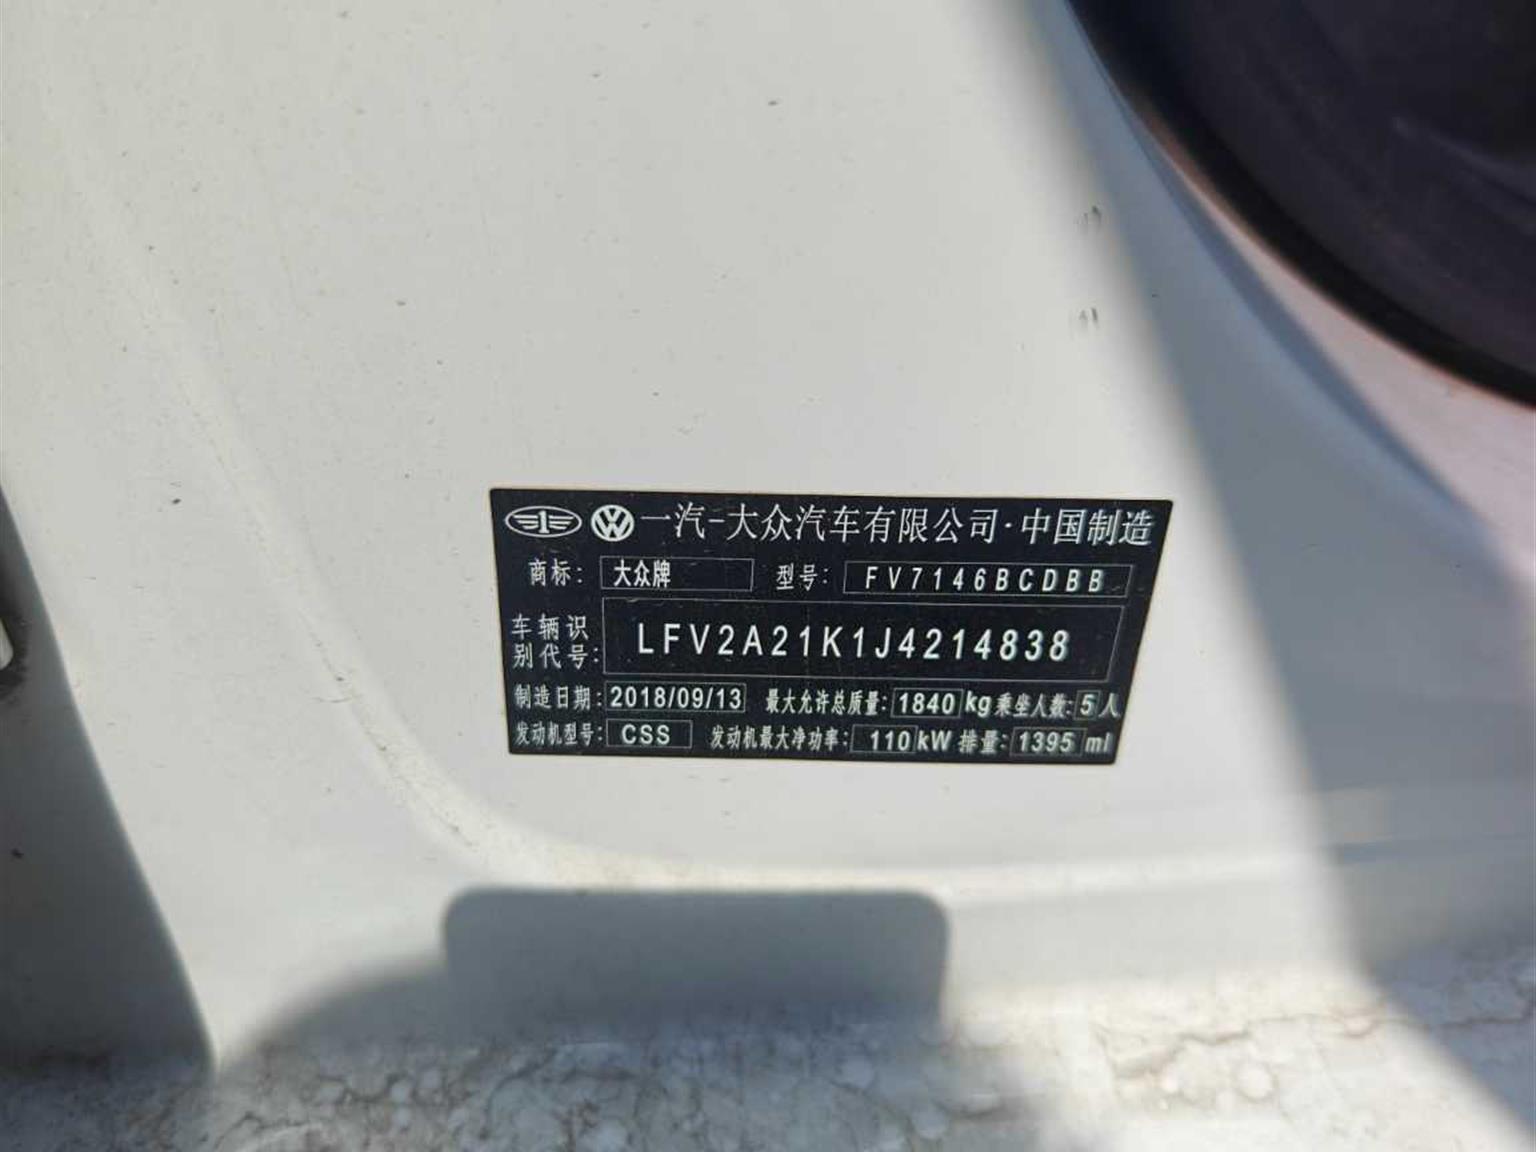 一汽-大众汽车有限公司·中国制造
商标: 大众牌 型号: FV7146BCDBB
车辆识别代号: LFV2A21K1J4214838
制造日期: 2018/09/13 最大允许总质量: 1840 kg 乘坐人数: 5 人
发动机型号: CSS 发动机最大净功率: 110 kW 排量: 1395 ml